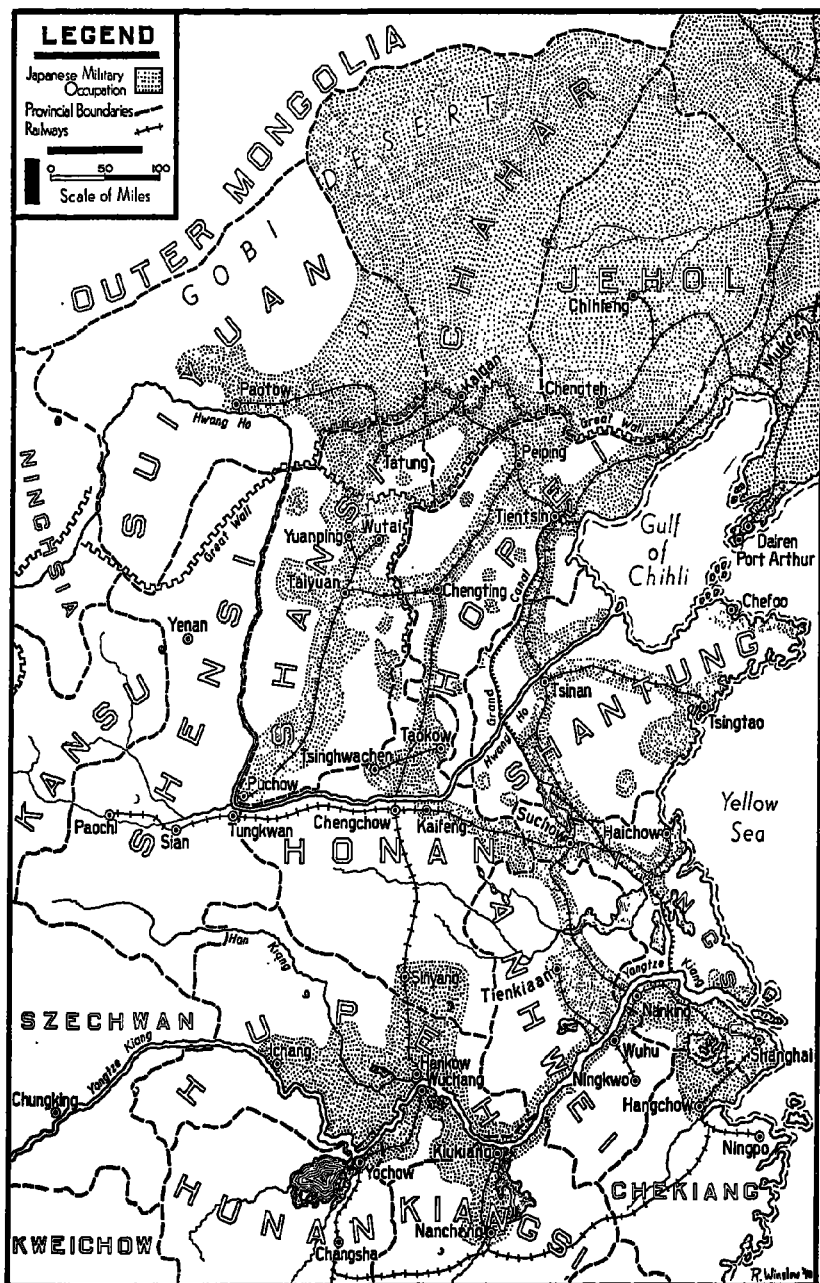 LEGEND
Japanese Military
Occupation
Provincial Boundaries
Railways
0 50 100
Scale of Miles
OUTER MONGOLIA
GOBI DESERT
CHAHAR
JEHOL
Chihfeng
SUIYUAN
Mukden
Paotow
Kalgan
Chengteh
Hwang Ho
Great Wall
Tatung
Peiping
NINGHSIA
Great Wall
Yuanping
Wutai
Tientsin
Gulf
of
Chihli
Dairen
Port Arthur
Taiyuan
Chengting
HOPEI
Canal
Chefoo
Yenan
SHANSI
SHENSI
KANSU
Tsinan
SHANTUNG
Tsingtao
Grand
Hwang Ho
Taokow
Tsinghwachen
Puchow
Paochi
Sian
Tungkwan
Chengchow
Kaifeng
Suchow
Haichow
Yellow
Sea
HONAN
Han Kiang
Sinyang
Tienkiaan
ANHWEI
Yangtze Kiang
Nanking
SZECHWAN
HUPEH
Ichang
Hankow
Wuchang
Wuhu
Shanghai
Yangtze Kiang
Chungking
Ningkwo
Hangchow
Kiukiang
Ningpo
Yochow
HUNAN
KIANGSI
CHEKIANG
KWEICHOW
Changsha
Nanchang
R. Winslow